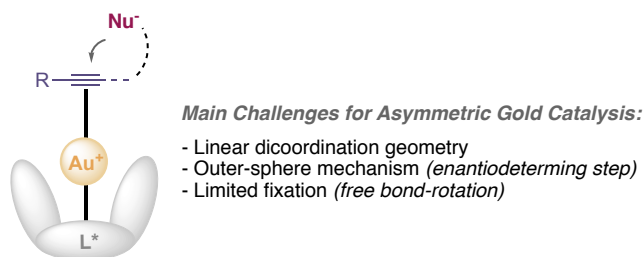 Nu⁻
R
Main Challenges for Asymmetric Gold Catalysis:
- Linear dicoordination geometry
Au⁺
- Outer-sphere mechanism (enantiodeterming step)
- Limited fixation (free bond-rotation)
L*